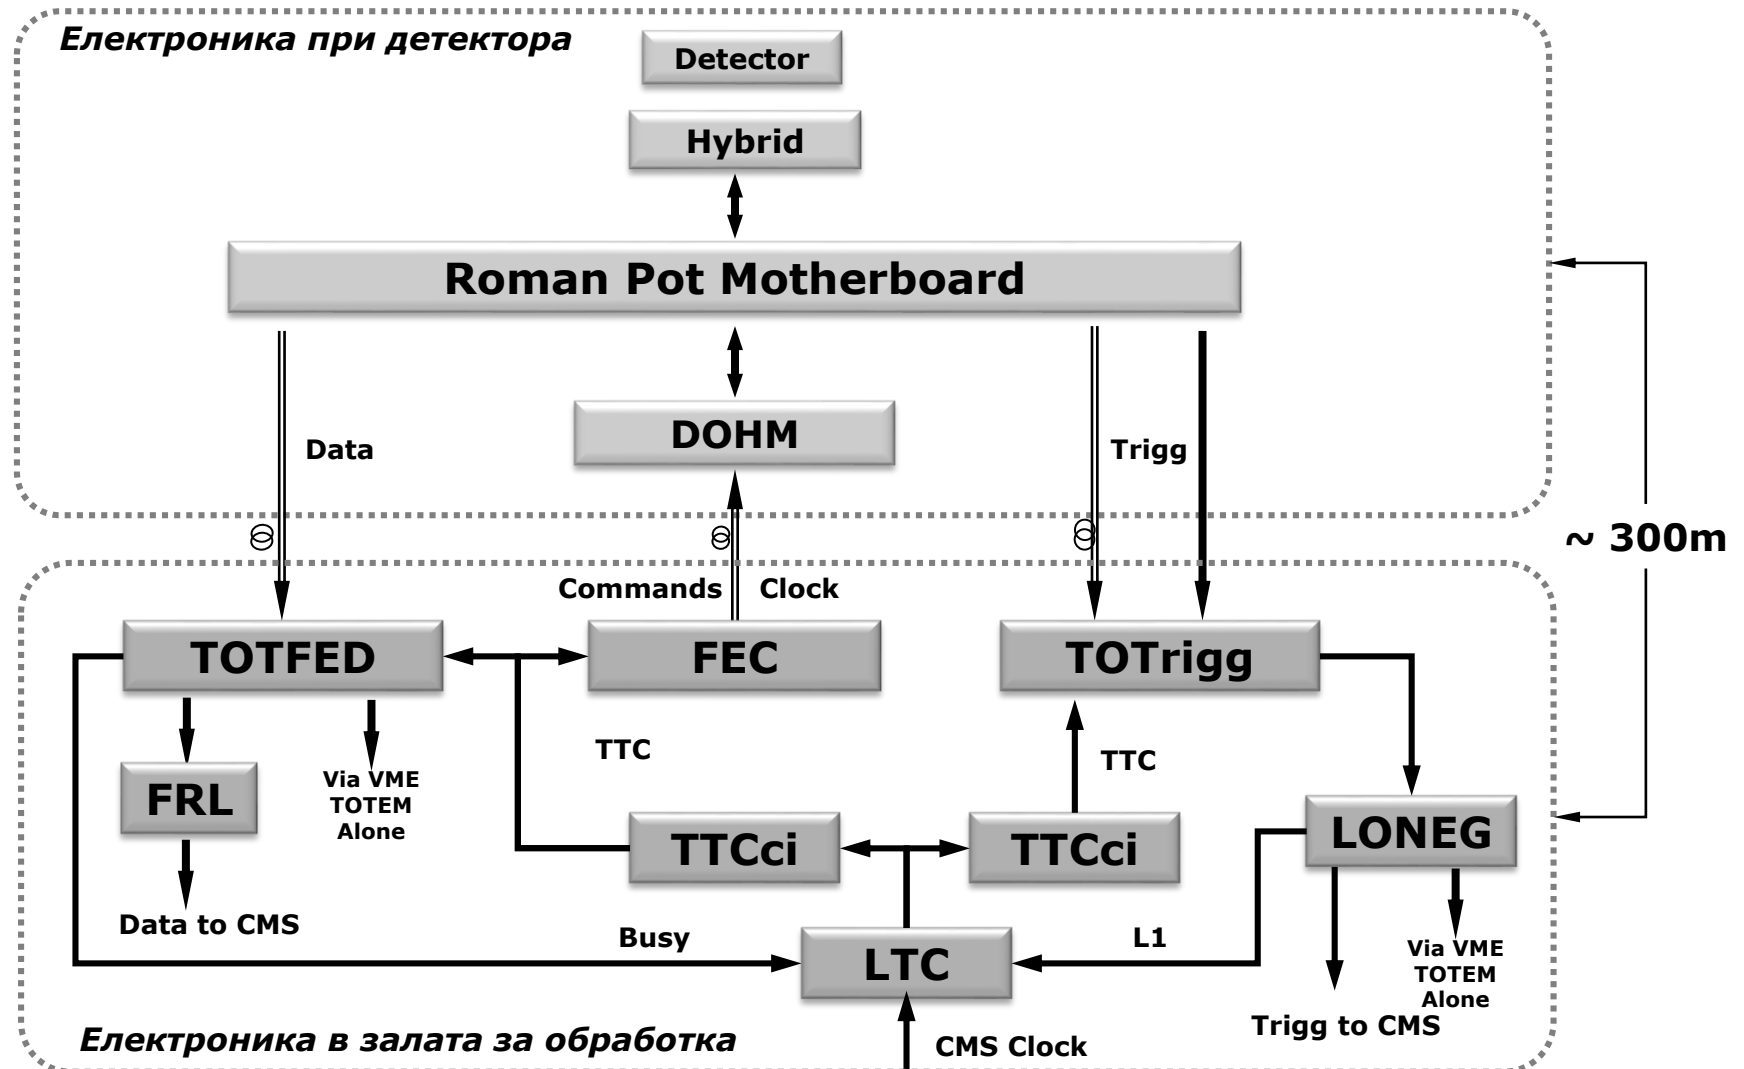 Електроника при детектора
Detector
Hybrid
Roman Pot Motherboard
DOHM
Data
Trigg
~ 300m
Commands
Clock
TOTFED
FEC
TOTrigg
TTC
TTC
FRL
Via VME
TOTEM
Alone
TTCci
TTCci
LONEG
Data to CMS
Busy
L1
LTC
Via VME
TOTEM
Alone
Trigg to CMS
Електроника в залата за обработка
CMS Clock